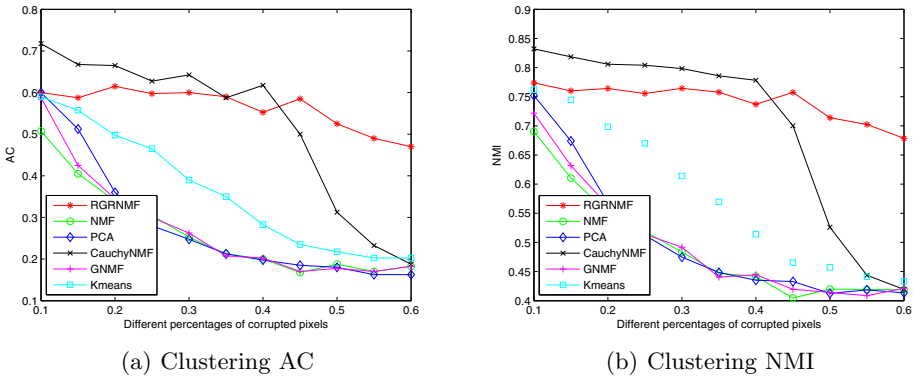 0.8
0.7
0.6
0.5
0.4
0.3
0.2
0.1
AC
0.1 0.2 0.3 0.4 0.5 0.6
Different percentages of corrupted pixels
RGRNMF
NMF
PCA
CauchyNMF
GNMF
Kmeans
(a) Clustering AC
0.9
0.85
0.8
0.75
0.7
0.65
0.6
0.55
0.5
0.45
0.4
NMI
0.1 0.2 0.3 0.4 0.5 0.6
Different percentages of corrupted pixels
RGRNMF
NMF
PCA
CauchyNMF
GNMF
Kmeans
(b) Clustering NMI